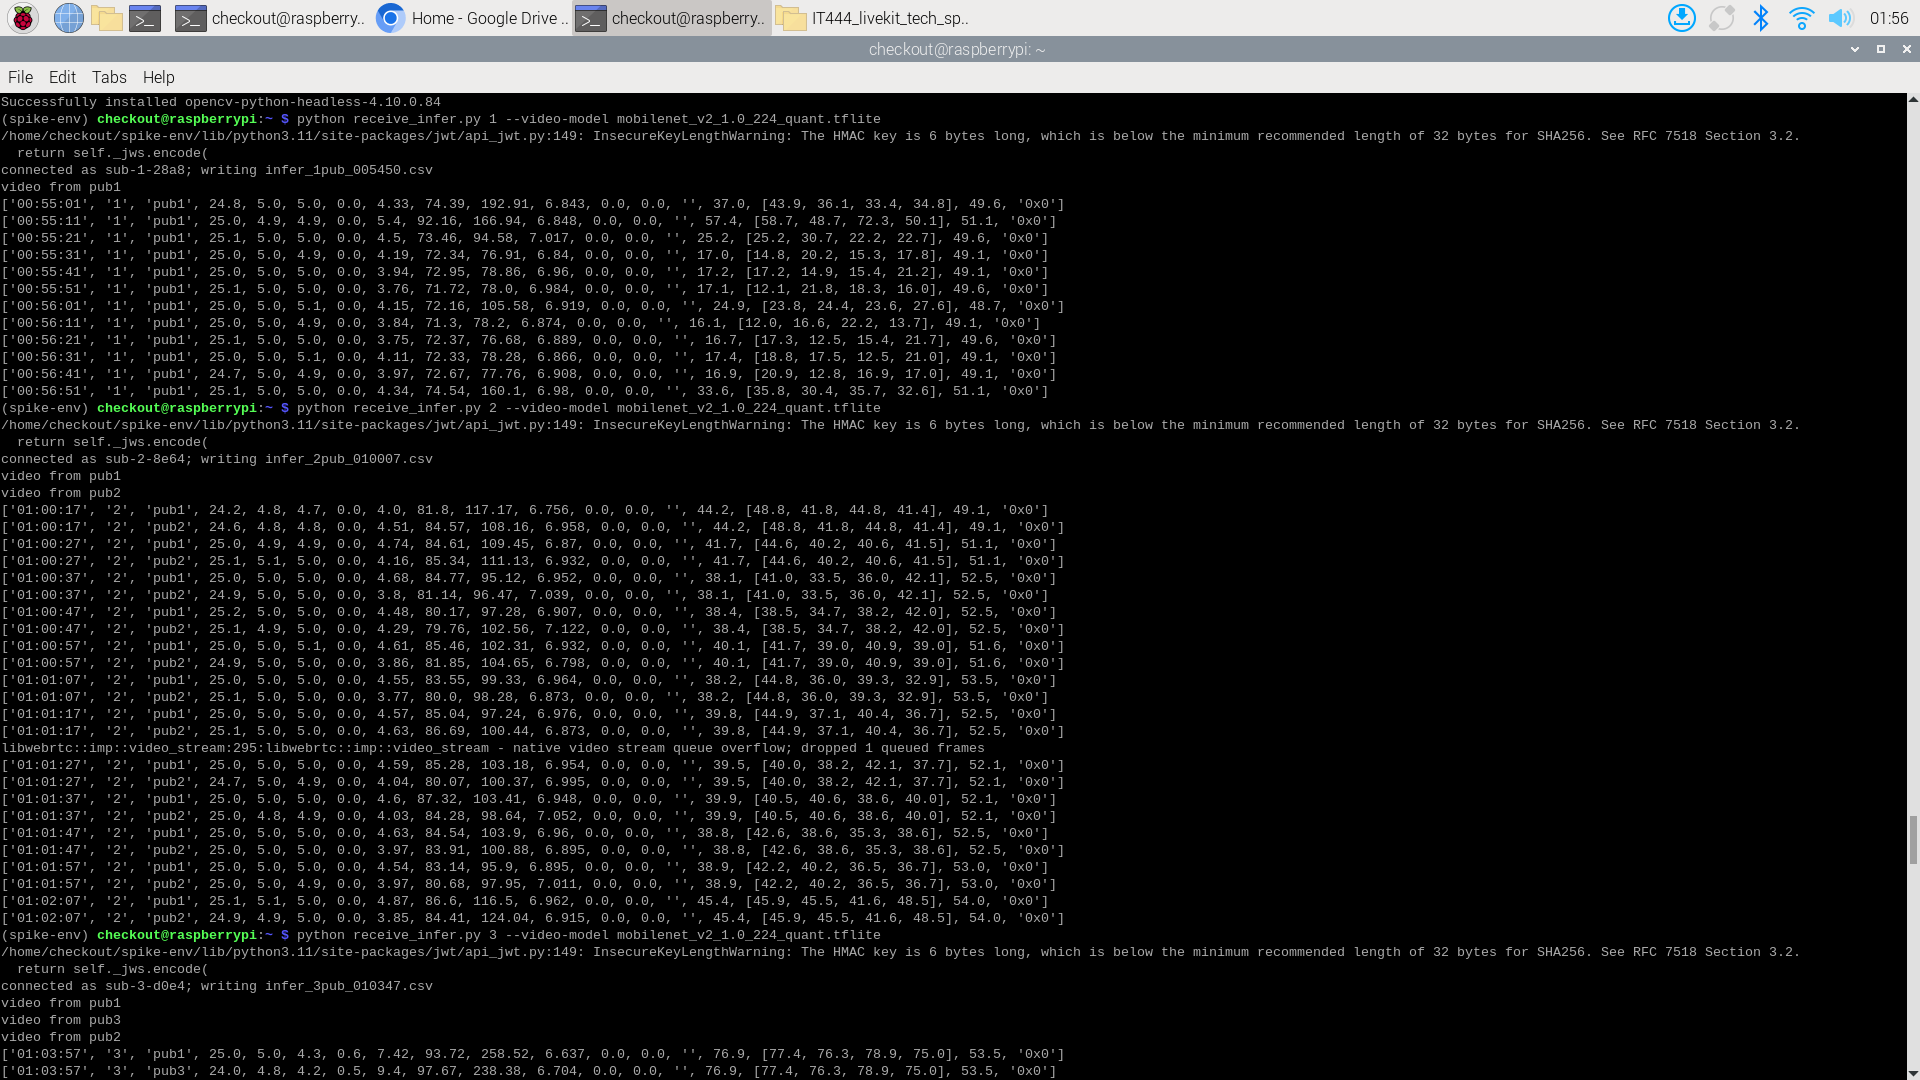 checkout@raspberry..
Home - Google Drive ..
checkout@raspberry..
IT444_livekit_tech_sp..
01:56
checkout@raspberrypi: ~
File Edit Tabs Help
Successfully installed opencv-python-headless-4.10.0.84
(spike-env) checkout@raspberrypi:~ $ python receive_infer.py 1 --video-model mobilenet_v2_1.0_224_quant.tflite
/home/checkout/spike-env/lib/python3.11/site-packages/jwt/api_jwt.py:149: InsecureKeyLengthWarning: The HMAC key is 6 bytes long, which is below the minimum recommended length of 32 bytes for SHA256. See RFC 7518 Section 3.2.
  return self._jws.encode(
connected as sub-1-28a8; writing infer_1pub_005450.csv
video from pub1
['00:55:01', '1', 'pub1', 24.8, 5.0, 5.0, 0.0, 4.33, 74.39, 192.91, 6.843, 0.0, 0.0, '', 37.0, [43.9, 36.1, 33.4, 34.8], 49.6, '0x0']
['00:55:11', '1', 'pub1', 25.0, 4.9, 4.9, 0.0, 5.4, 92.16, 166.94, 6.848, 0.0, 0.0, '', 57.4, [58.7, 48.7, 72.3, 50.1], 51.1, '0x0']
['00:55:21', '1', 'pub1', 25.1, 5.0, 5.0, 0.0, 4.5, 73.46, 94.58, 7.017, 0.0, 0.0, '', 25.2, [25.2, 30.7, 22.2, 22.7], 49.6, '0x0']
['00:55:31', '1', 'pub1', 25.0, 5.0, 4.9, 0.0, 4.19, 72.34, 76.91, 6.84, 0.0, 0.0, '', 17.0, [14.8, 20.2, 15.3, 17.8], 49.1, '0x0']
['00:55:41', '1', 'pub1', 25.0, 5.0, 5.0, 0.0, 3.94, 72.95, 78.86, 6.96, 0.0, 0.0, '', 17.2, [17.2, 14.9, 15.4, 21.2], 49.1, '0x0']
['00:55:51', '1', 'pub1', 25.1, 5.0, 5.0, 0.0, 3.76, 71.72, 78.0, 6.984, 0.0, 0.0, '', 17.1, [12.1, 21.8, 18.3, 16.0], 49.6, '0x0']
['00:56:01', '1', 'pub1', 25.0, 5.0, 5.1, 0.0, 4.15, 72.16, 105.58, 6.919, 0.0, 0.0, '', 24.9, [23.8, 24.4, 23.6, 27.6], 48.7, '0x0']
['00:56:11', '1', 'pub1', 25.0, 5.0, 4.9, 0.0, 3.84, 71.3, 78.2, 6.874, 0.0, 0.0, '', 16.1, [12.0, 16.6, 22.2, 13.7], 49.1, '0x0']
['00:56:21', '1', 'pub1', 25.1, 5.0, 5.0, 0.0, 3.75, 72.37, 76.68, 6.889, 0.0, 0.0, '', 16.7, [17.3, 12.5, 15.4, 21.7], 49.6, '0x0']
['00:56:31', '1', 'pub1', 25.0, 5.0, 5.1, 0.0, 4.11, 72.33, 78.28, 6.866, 0.0, 0.0, '', 17.4, [18.8, 17.5, 12.5, 21.0], 49.1, '0x0']
['00:56:41', '1', 'pub1', 24.7, 5.0, 4.9, 0.0, 3.97, 72.67, 77.76, 6.908, 0.0, 0.0, '', 16.9, [20.9, 12.8, 16.9, 17.0], 49.1, '0x0']
['00:56:51', '1', 'pub1', 25.1, 5.0, 5.0, 0.0, 4.34, 74.54, 160.1, 6.98, 0.0, 0.0, '', 33.6, [35.8, 30.4, 35.7, 32.6], 51.1, '0x0']
(spike-env) checkout@raspberrypi:~ $ python receive_infer.py 2 --video-model mobilenet_v2_1.0_224_quant.tflite
/home/checkout/spike-env/lib/python3.11/site-packages/jwt/api_jwt.py:149: InsecureKeyLengthWarning: The HMAC key is 6 bytes long, which is below the minimum recommended length of 32 bytes for SHA256. See RFC 7518 Section 3.2.
  return self._jws.encode(
connected as sub-2-8e64; writing infer_2pub_010007.csv
video from pub1
video from pub2
['01:00:17', '2', 'pub1', 24.2, 4.8, 4.7, 0.0, 4.0, 81.8, 117.17, 6.756, 0.0, 0.0, '', 44.2, [48.8, 41.8, 44.8, 41.4], 49.1, '0x0']
['01:00:17', '2', 'pub2', 24.6, 4.8, 4.8, 0.0, 4.51, 84.57, 108.16, 6.958, 0.0, 0.0, '', 44.2, [48.8, 41.8, 44.8, 41.4], 49.1, '0x0']
['01:00:27', '2', 'pub1', 25.0, 4.9, 4.9, 0.0, 4.74, 84.61, 109.45, 6.87, 0.0, 0.0, '', 41.7, [44.6, 40.2, 40.6, 41.5], 51.1, '0x0']
['01:00:27', '2', 'pub2', 25.1, 5.1, 5.0, 0.0, 4.16, 85.34, 111.13, 6.932, 0.0, 0.0, '', 41.7, [44.6, 40.2, 40.6, 41.5], 51.1, '0x0']
['01:00:37', '2', 'pub1', 25.0, 5.0, 5.0, 0.0, 4.68, 84.77, 95.12, 6.952, 0.0, 0.0, '', 38.1, [41.0, 33.5, 36.0, 42.1], 52.5, '0x0']
['01:00:37', '2', 'pub2', 24.9, 5.0, 5.0, 0.0, 3.8, 81.14, 96.47, 7.039, 0.0, 0.0, '', 38.1, [41.0, 33.5, 36.0, 42.1], 52.5, '0x0']
['01:00:47', '2', 'pub1', 25.2, 5.0, 5.0, 0.0, 4.48, 80.17, 97.28, 6.907, 0.0, 0.0, '', 38.4, [38.5, 34.7, 38.2, 42.0], 52.5, '0x0']
['01:00:47', '2', 'pub2', 25.1, 4.9, 5.0, 0.0, 4.29, 79.76, 102.56, 7.122, 0.0, 0.0, '', 38.4, [38.5, 34.7, 38.2, 42.0], 52.5, '0x0']
['01:00:57', '2', 'pub1', 25.0, 5.0, 5.1, 0.0, 4.61, 85.46, 102.31, 6.932, 0.0, 0.0, '', 40.1, [41.7, 39.0, 40.9, 39.0], 51.6, '0x0']
['01:00:57', '2', 'pub2', 24.9, 5.0, 5.0, 0.0, 3.86, 81.85, 104.65, 6.798, 0.0, 0.0, '', 40.1, [41.7, 39.0, 40.9, 39.0], 51.6, '0x0']
['01:01:07', '2', 'pub1', 25.0, 5.0, 5.0, 0.0, 4.55, 83.55, 99.33, 6.964, 0.0, 0.0, '', 38.2, [44.8, 36.0, 39.3, 32.9], 53.5, '0x0']
['01:01:07', '2', 'pub2', 25.1, 5.0, 5.0, 0.0, 3.77, 80.0, 98.28, 6.873, 0.0, 0.0, '', 38.2, [44.8, 36.0, 39.3, 32.9], 53.5, '0x0']
['01:01:17', '2', 'pub1', 25.0, 5.0, 5.0, 0.0, 4.57, 85.04, 97.24, 6.976, 0.0, 0.0, '', 39.8, [44.9, 37.1, 40.4, 36.7], 52.5, '0x0']
['01:01:17', '2', 'pub2', 25.1, 5.0, 5.0, 0.0, 4.63, 86.69, 100.44, 6.873, 0.0, 0.0, '', 39.8, [44.9, 37.1, 40.4, 36.7], 52.5, '0x0']
libwebrtc::imp::video_stream:295:libwebrtc::imp::video_stream - native video stream queue overflow; dropped 1 queued frames
['01:01:27', '2', 'pub1', 25.0, 5.0, 5.0, 0.0, 4.59, 85.28, 103.18, 6.954, 0.0, 0.0, '', 39.5, [40.0, 38.2, 42.1, 37.7], 52.1, '0x0']
['01:01:27', '2', 'pub2', 24.7, 5.0, 4.9, 0.0, 4.04, 80.07, 100.37, 6.995, 0.0, 0.0, '', 39.5, [40.0, 38.2, 42.1, 37.7], 52.1, '0x0']
['01:01:37', '2', 'pub1', 25.0, 5.0, 5.0, 0.0, 4.6, 87.32, 103.41, 6.948, 0.0, 0.0, '', 39.9, [40.5, 40.6, 38.6, 40.0], 52.1, '0x0']
['01:01:37', '2', 'pub2', 25.0, 4.8, 4.9, 0.0, 4.03, 84.28, 98.64, 7.052, 0.0, 0.0, '', 39.9, [40.5, 40.6, 38.6, 40.0], 52.1, '0x0']
['01:01:47', '2', 'pub1', 25.0, 5.0, 5.0, 0.0, 4.63, 84.54, 103.9, 6.96, 0.0, 0.0, '', 38.8, [42.6, 38.6, 35.3, 38.6], 52.5, '0x0']
['01:01:47', '2', 'pub2', 25.0, 5.0, 5.0, 0.0, 3.97, 83.91, 100.88, 6.895, 0.0, 0.0, '', 38.8, [42.6, 38.6, 35.3, 38.6], 52.5, '0x0']
['01:01:57', '2', 'pub1', 25.0, 5.0, 5.0, 0.0, 4.54, 83.14, 95.9, 6.895, 0.0, 0.0, '', 38.9, [42.2, 40.2, 36.5, 36.7], 53.0, '0x0']
['01:01:57', '2', 'pub2', 25.0, 5.0, 4.9, 0.0, 3.97, 80.68, 97.95, 7.011, 0.0, 0.0, '', 38.9, [42.2, 40.2, 36.5, 36.7], 53.0, '0x0']
['01:02:07', '2', 'pub1', 25.1, 5.1, 5.0, 0.0, 4.87, 86.6, 116.5, 6.962, 0.0, 0.0, '', 45.4, [45.9, 45.5, 41.6, 48.5], 54.0, '0x0']
['01:02:07', '2', 'pub2', 24.9, 4.9, 5.0, 0.0, 3.85, 84.41, 124.04, 6.915, 0.0, 0.0, '', 45.4, [45.9, 45.5, 41.6, 48.5], 54.0, '0x0']
(spike-env) checkout@raspberrypi:~ $ python receive_infer.py 3 --video-model mobilenet_v2_1.0_224_quant.tflite
/home/checkout/spike-env/lib/python3.11/site-packages/jwt/api_jwt.py:149: InsecureKeyLengthWarning: The HMAC key is 6 bytes long, which is below the minimum recommended length of 32 bytes for SHA256. See RFC 7518 Section 3.2.
  return self._jws.encode(
connected as sub-3-d0e4; writing infer_3pub_010347.csv
video from pub1
video from pub3
video from pub2
['01:03:57', '3', 'pub1', 25.0, 5.0, 4.3, 0.6, 7.42, 93.72, 258.52, 6.637, 0.0, 0.0, '', 76.9, [77.4, 76.3, 78.9, 75.0], 53.5, '0x0']
['01:03:57', '3', 'pub3', 24.0, 4.8, 4.2, 0.5, 9.4, 97.67, 238.38, 6.704, 0.0, 0.0, '', 76.9, [77.4, 76.3, 78.9, 75.0], 53.5, '0x0']